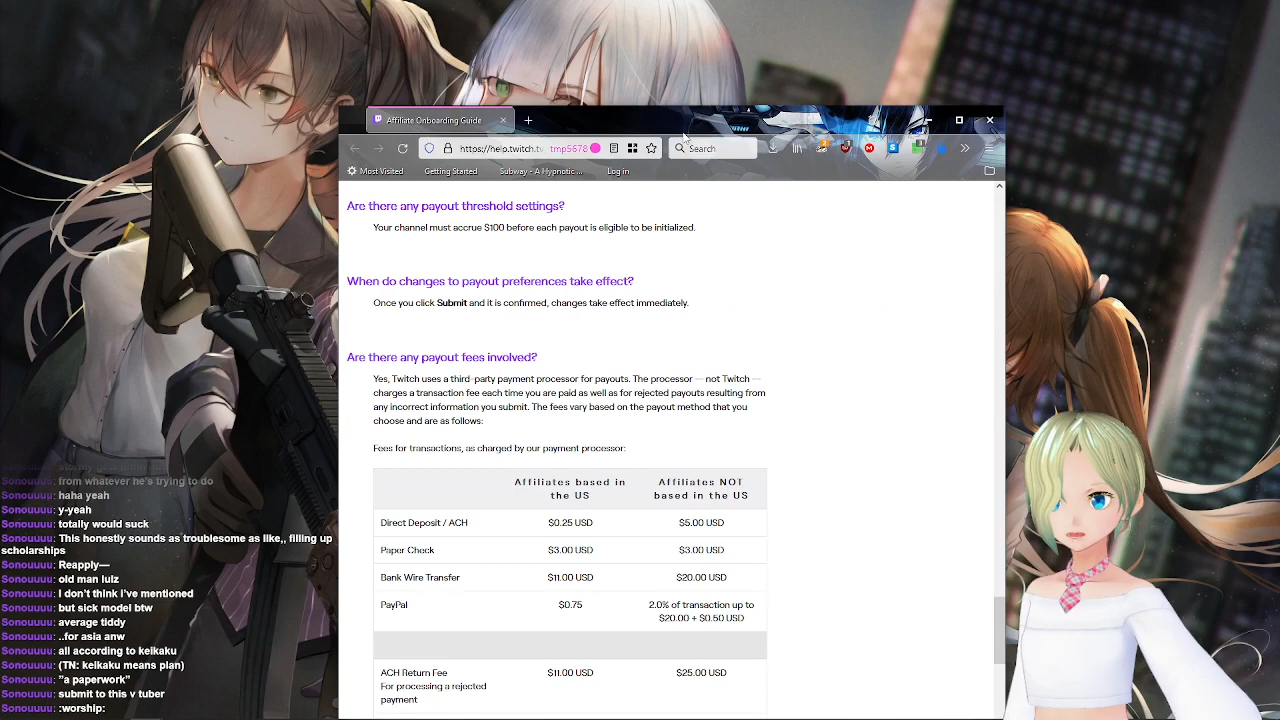 Affiliate Onboarding Guide
https://help.twitch.tv
tmp5678
Search
Most Visited
Getting Started
Subway - A Hypnotic ...
Log in
Are there any payout threshold settings?
Your channel must accrue $100 before each payout is eligible to be initialized.
When do changes to payout preferences take effect?
Once you click Submit and it is confirmed, changes take effect immediately.
Are there any payout fees involved?
Yes, Twitch uses a third-party payment processor for payouts. The processor — not Twitch —
charges a transaction fee each time you are paid as well as for rejected payouts resulting from
any incorrect information you submit. The fees vary based on the payout method that you
choose and are as follows:
Fees for transactions, as charged by our payment processor:
Affiliates based in
the US
Affiliates NOT
based in the US
Direct Deposit / ACH $0.25 USD $5.00 USD
Paper Check $3.00 USD $3.00 USD
Bank Wire Transfer $11.00 USD $20.00 USD
PayPal $0.75 2.0% of transaction up to
$20.00 + $0.50 USD
ACH Return Fee $11.00 USD $25.00 USD
For processing a rejected
payment
Sonouuuu: from whatever he's trying to do
Sonouuuu: haha yeah
Sonouuuu: y-yeah
Sonouuuu: totally would suck
Sonouuuu: This honestly sounds as troublesome as like,, filling up
scholarships
Sonouuuu: Reapply—
Sonouuuu: old man lulz
Sonouuuu: I don't think i've mentioned
Sonouuuu: but sick model btw
Sonouuuu: average tiddy
Sonouuuu: ..for asia anw
Sonouuuu: all according to keikaku
Sonouuuu: (TN: keikaku means plan)
Sonouuuu: "a paperwork"
Sonouuuu: submit to this v tuber
Sonouuuu: :worship: